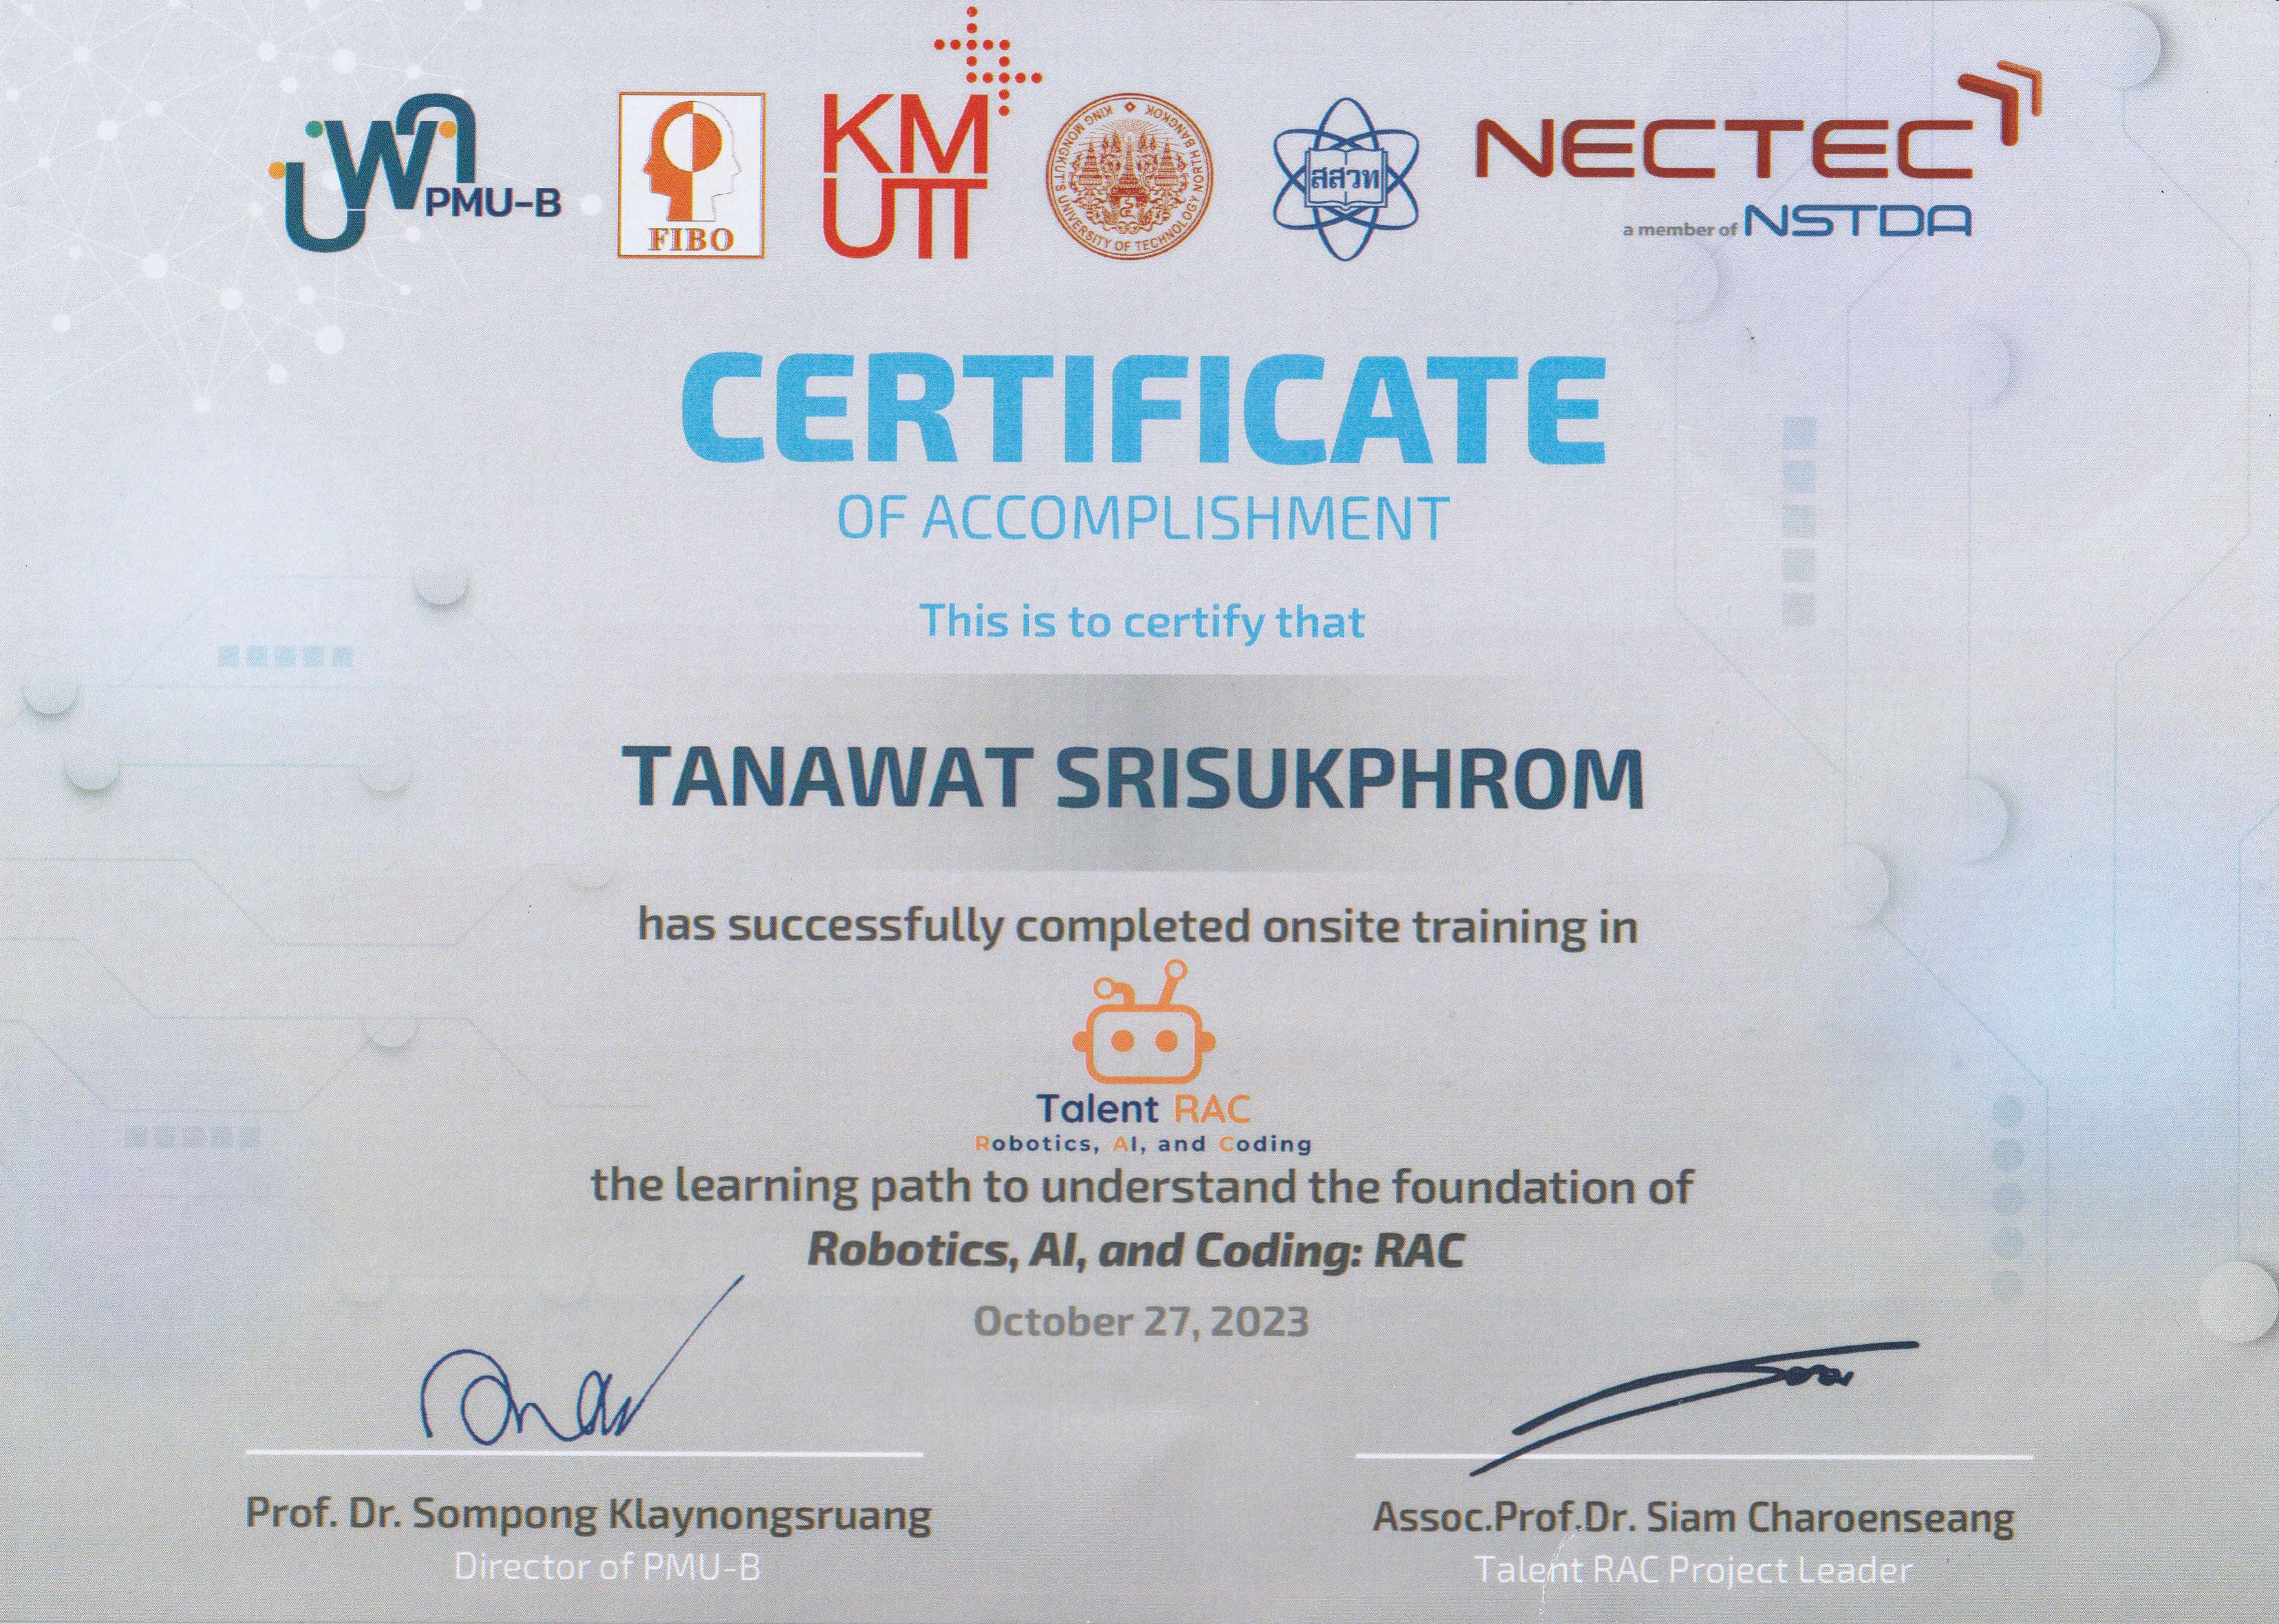 บพค
PMU-B
FIBO
KM
UTT
KING MONGKUT'S UNIVERSITY OF TECHNOLOGY NORTH BANGKOK
สสวท
NECTEC
a member of NSTDA
CERTIFICATE
OF ACCOMPLISHMENT
This is to certify that
TANAWAT SRISUKPHROM
has successfully completed onsite training in
Talent RAC
Robotics, AI, and Coding
the learning path to understand the foundation of
Robotics, AI, and Coding: RAC
October 27, 2023
Prof. Dr. Sompong Klaynongsruang
Director of PMU-B
Assoc.Prof.Dr. Siam Charoenseang
Talent RAC Project Leader